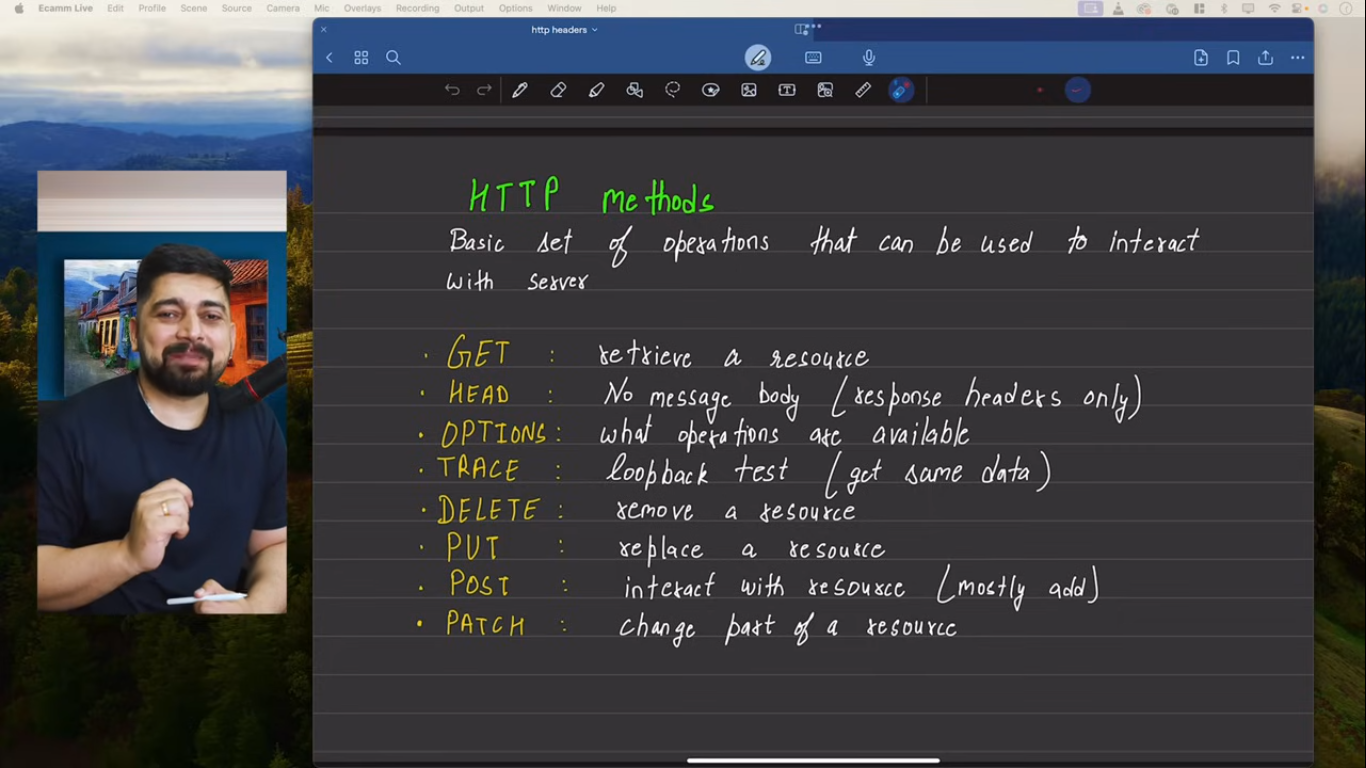 Ecamm Live Edit Profile Scene Source Camera Mic Overlays Recording Output Options Window Help
http headers
HTTP methods
Basic set of operations that can be used to interact
with server
· GET : retrieve a resource
· HEAD : No message body (response headers only)
· OPTIONS : what operations are available
· TRACE : loopback test (get same data)
· DELETE : remove a resource
· PUT : replace a resource
· POST : interact with resource (mostly add)
· PATCH : change part of a resource